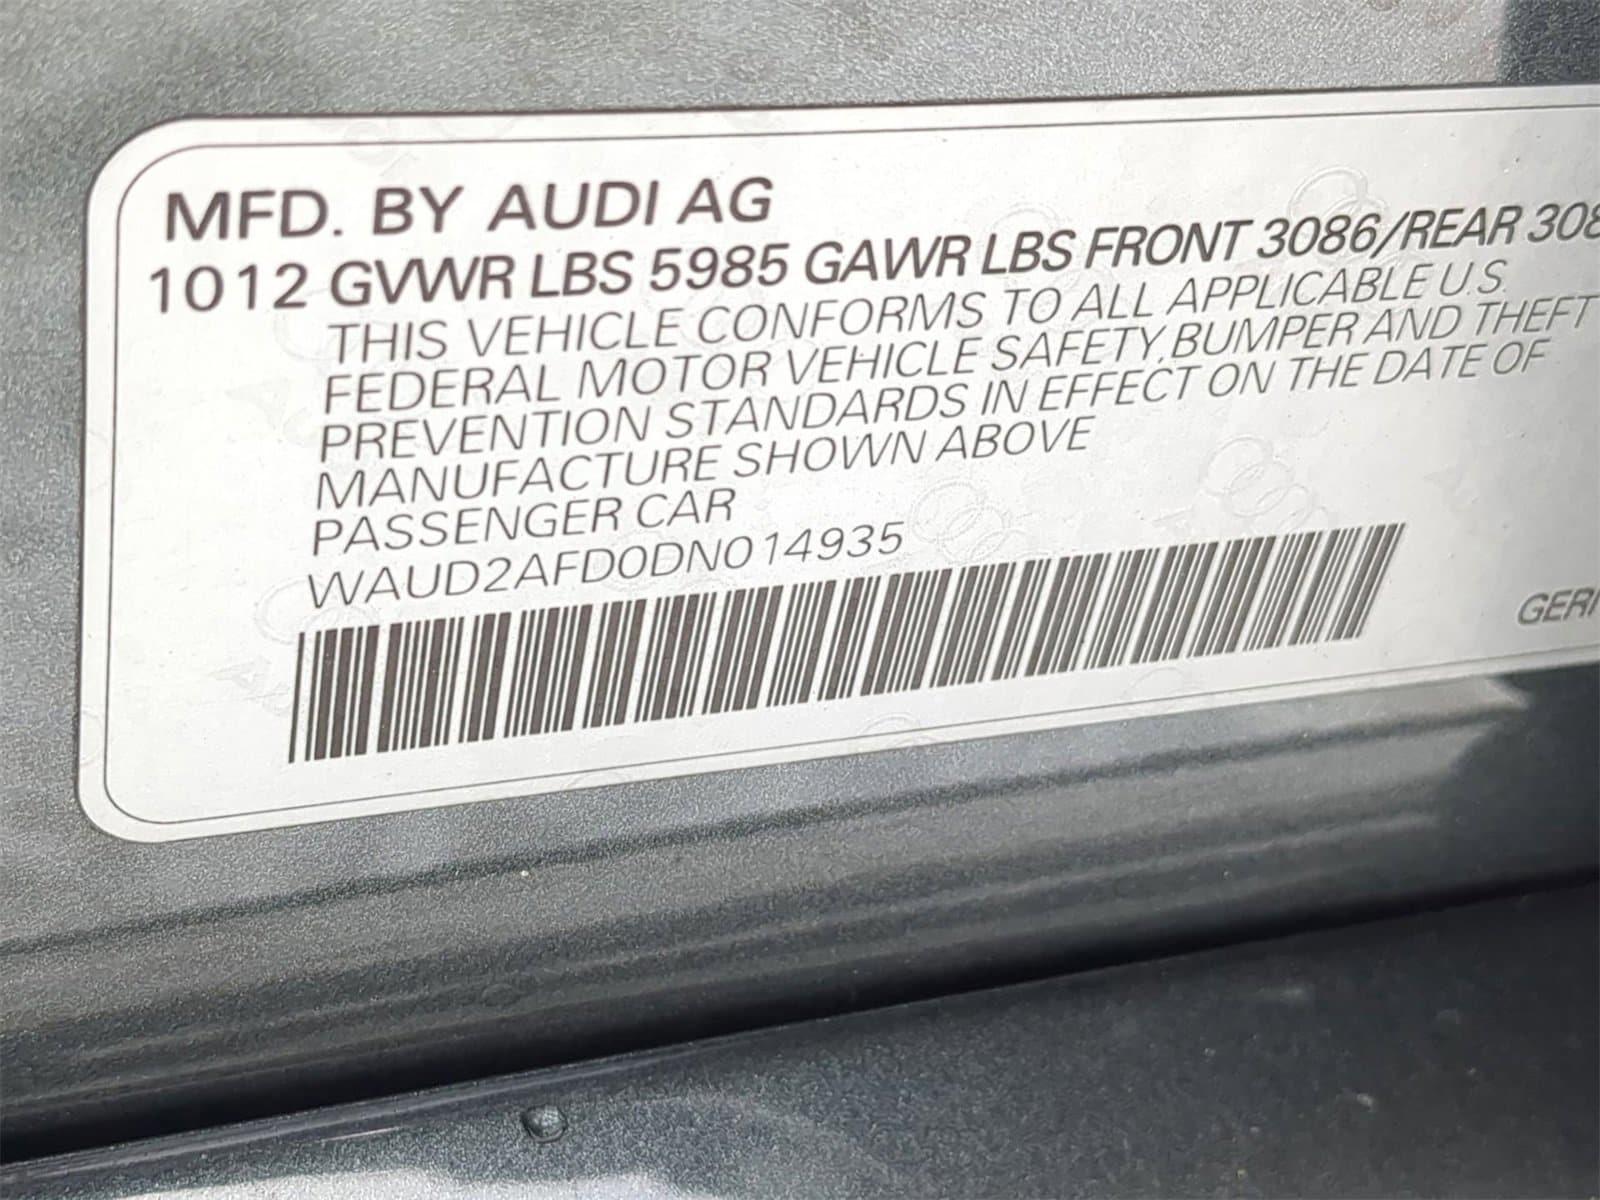 MFD. BY AUDI AG
1012 GVWR LBS 5985 GAWR LBS FRONT 3086/REAR 308
THIS VEHICLE CONFORMS TO ALL APPLICABLE U.S.
FEDERAL MOTOR VEHICLE SAFETY,BUMPER AND THEFT
PREVENTION STANDARDS IN EFFECT ON THE DATE OF
MANUFACTURE SHOWN ABOVE
PASSENGER CAR
WAUD2AFD0DN014935
GERI